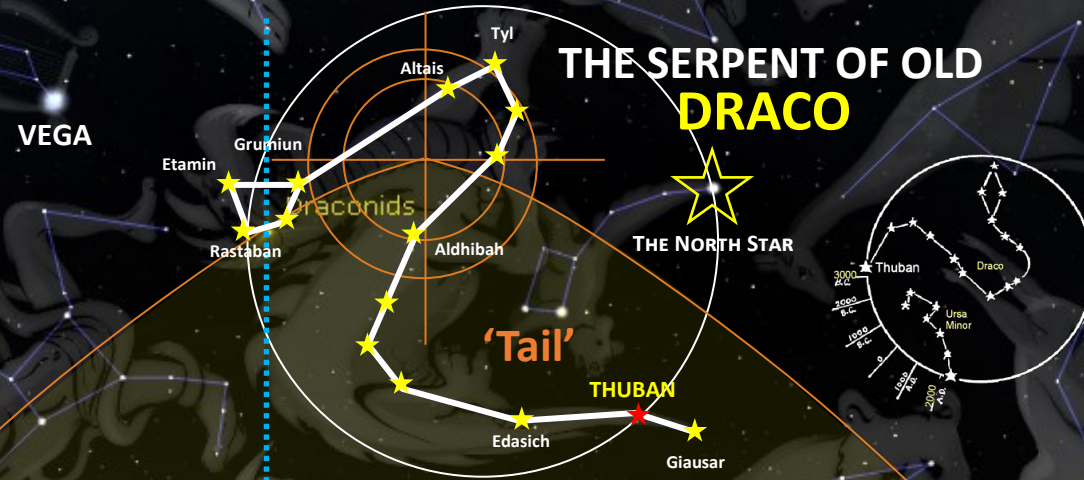 Tyl
THE SERPENT OF OLD
DRACO
Altais
VEGA
Grumiun
Etamin
Draconids
Rastaban
Aldhibah
THE NORTH STAR
'Tail'
THUBAN
Edasich
Giausar
Thuban
Draco
Ursa
Minor
3000
B.C.
2000
B.C.
1000
B.C.
0
1000
A.D.
2000
A.D.